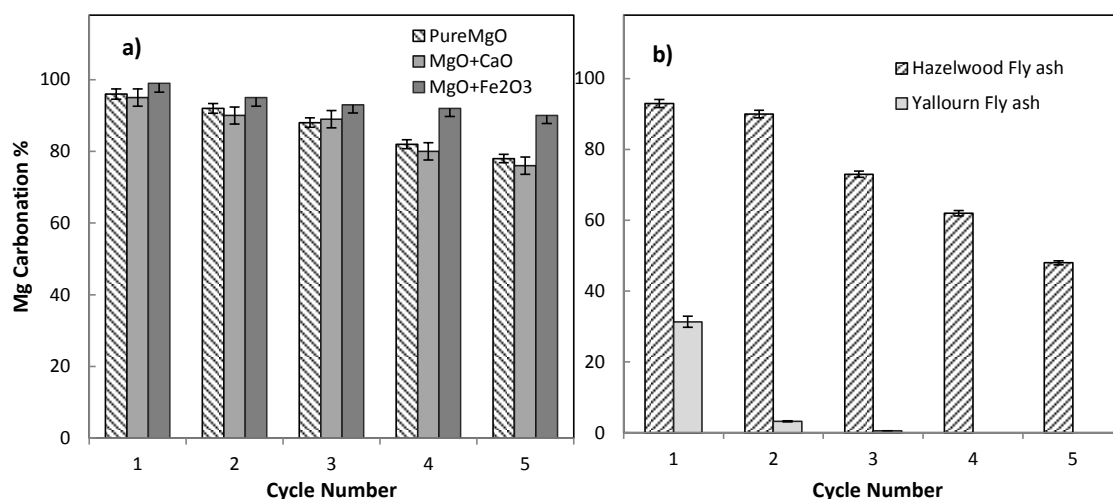 a)
PureMgO
MgO+CaO
MgO+Fe2O3
Mg Carbonation %
100
80
60
40
20
0
1 2 3 4 5
Cycle Number
b)
Hazelwood Fly ash
Yallourn Fly ash
100
80
60
40
20
0
1 2 3 4 5
Cycle Number